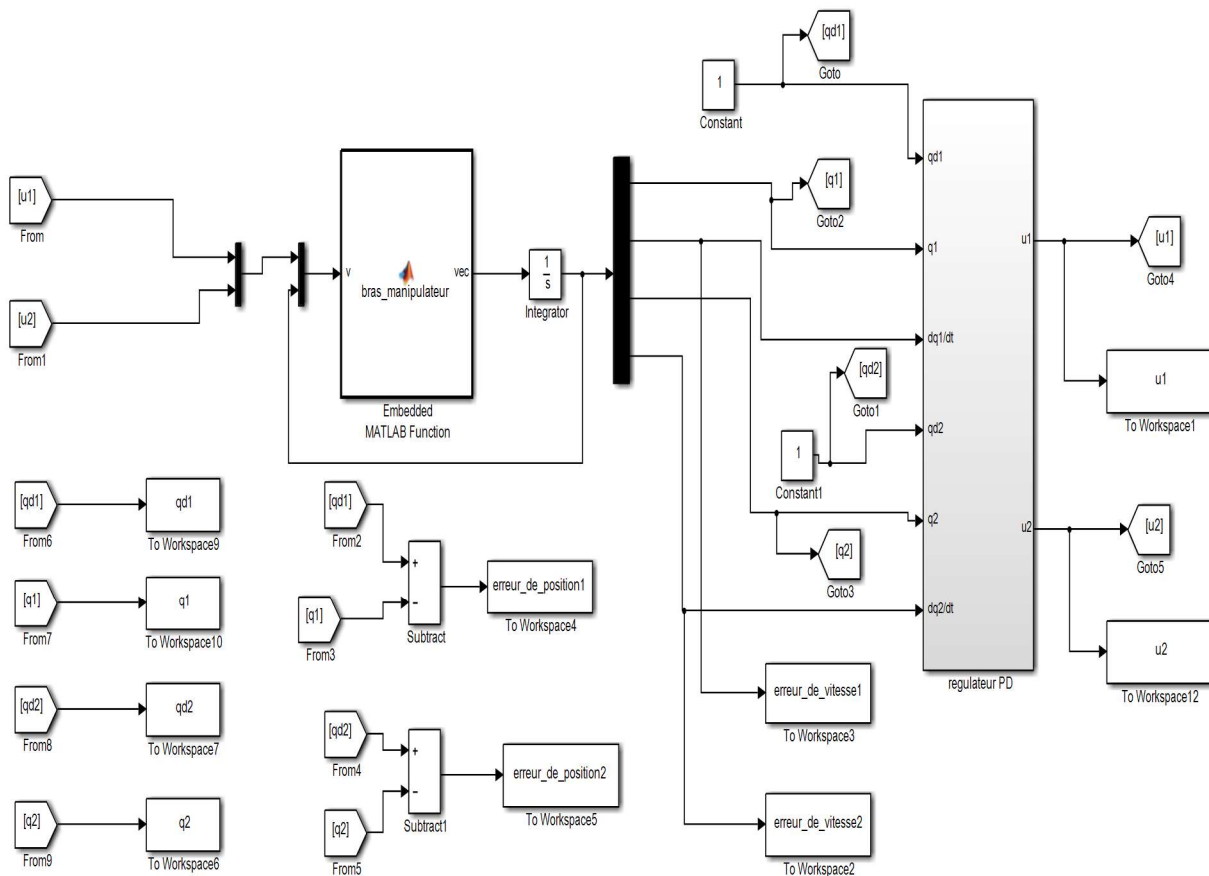 [qd1]
Goto
1
Constant
qd1
[u1]
From
[q1]
Goto2
q1
u1
[u1]
Goto4
v
bras_manipulateur
vec
1
s
Integrator
[u2]
From1
dq1/dt
[qd2]
Goto1
u1
To Workspace1
Embedded
MATLAB Function
qd2
1
Constant1
[qd1]
From6
qd1
To Workspace9
[qd1]
From2
q2
u2
[u2]
Goto5
[q2]
Goto3
+
−
Subtract
erreur_de_position1
To Workspace4
[q1]
From7
q1
To Workspace10
[q1]
From3
dq2/dt
u2
To Workspace12
regulateur PD
erreur_de_vitesse1
To Workspace3
[qd2]
From8
qd2
To Workspace7
[qd2]
From4
+
−
Subtract1
erreur_de_position2
To Workspace5
[q2]
From9
q2
To Workspace6
[q2]
From5
erreur_de_vitesse2
To Workspace2